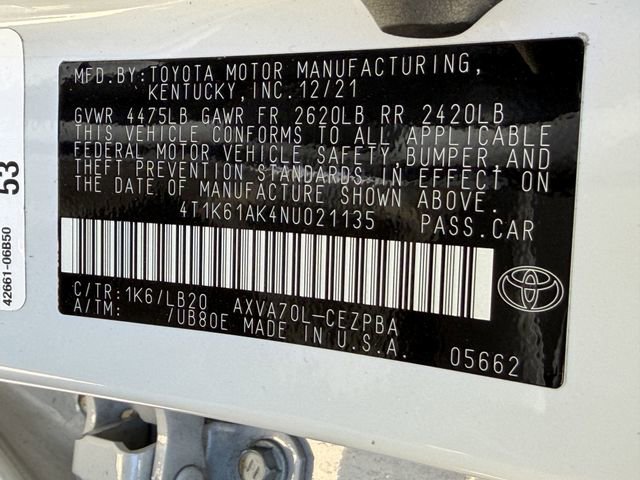 MFD.BY:TOYOTA MOTOR MANUFACTURING,
KENTUCKY,INC.12/21
GVWR 4475LB GAWR FR 2620LB RR 2420LB
THIS VEHICLE CONFORMS TO ALL APPLICABLE
FEDERAL MOTOR VEHICLE SAFETY, BUMPER AND
THEFT PREVENTION STANDARDS IN EFFECT ON
THE DATE OF MANUFACTURE SHOWN ABOVE.
4T1K61AK4NU021135 PASS.CAR
C/TR:1K6/LB20 AXVA70L-CEZPBA
A/TM: /UB80E MADE IN U.S.A.
05662
53
42661-06B50